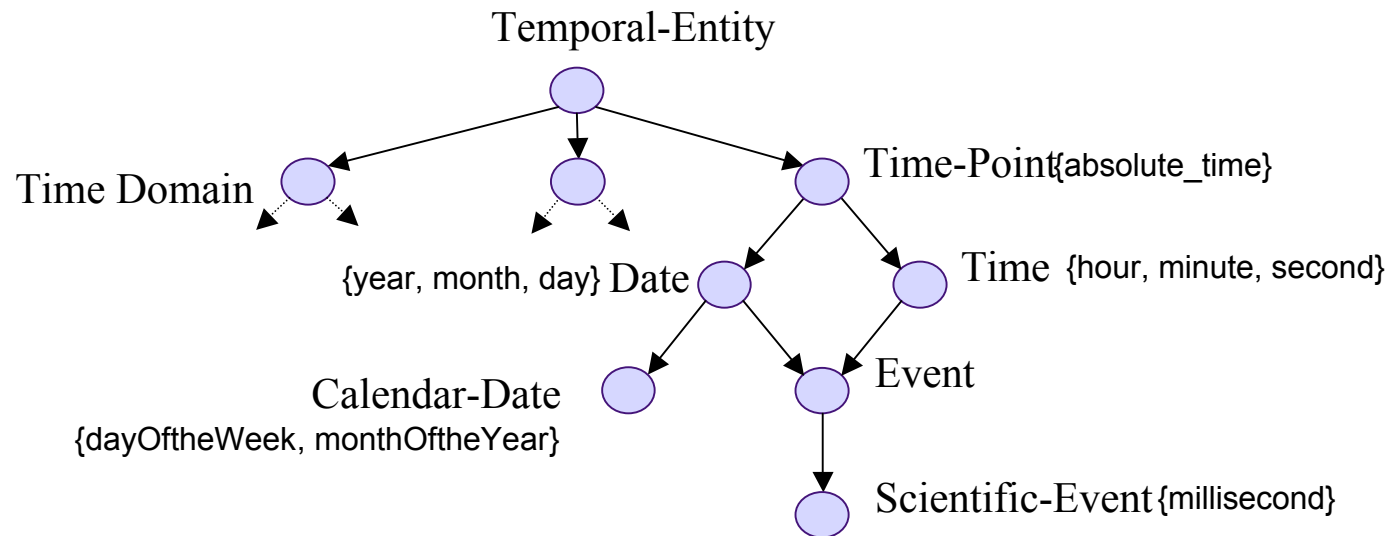 Temporal-Entity
Time Domain
Time-Point{absolute_time}
{year, month, day} Date
Time {hour, minute, second}
Calendar-Date
{dayOftheWeek, monthOftheYear}
Event
Scientific-Event{millisecond}